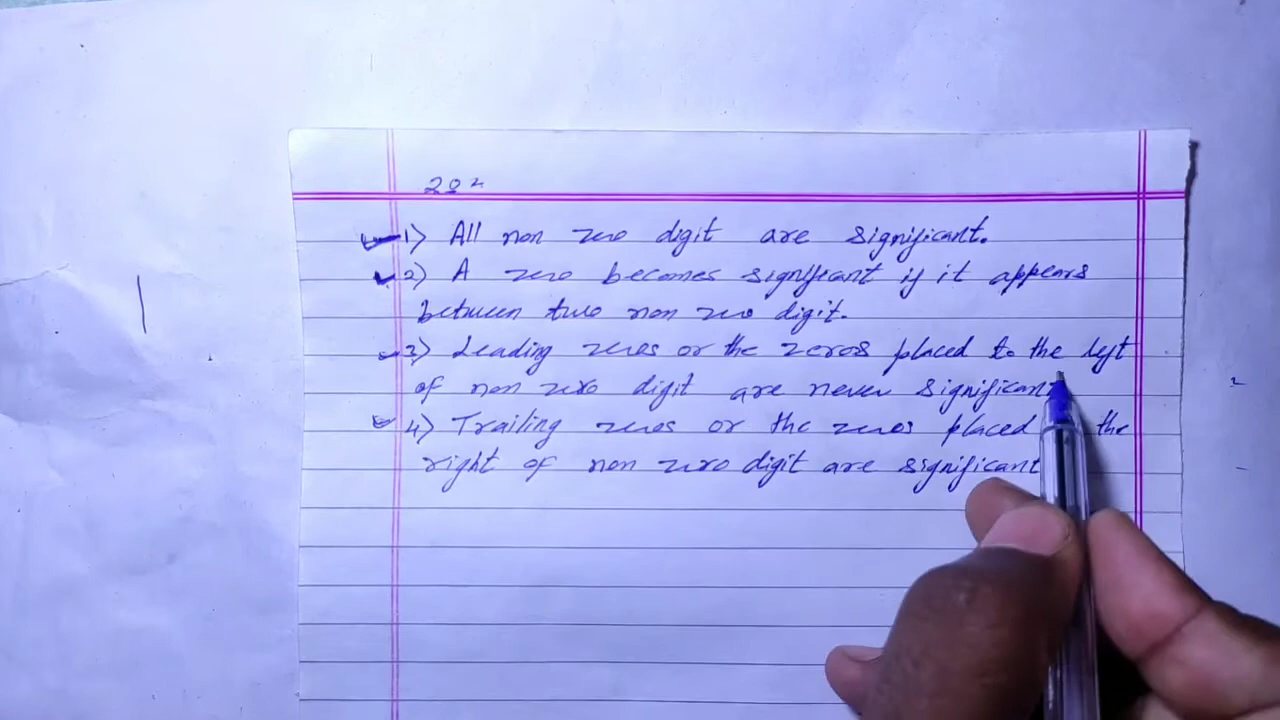 202
1) All non zero digit are significant.
2) A zero becomes significant if it appears
between two non zero digit.
3) Leading zeros or the zeros placed to the left
of non zero digit are never significant
4) Trailing zeros or the zeros placed the
right of non zero digit are significant